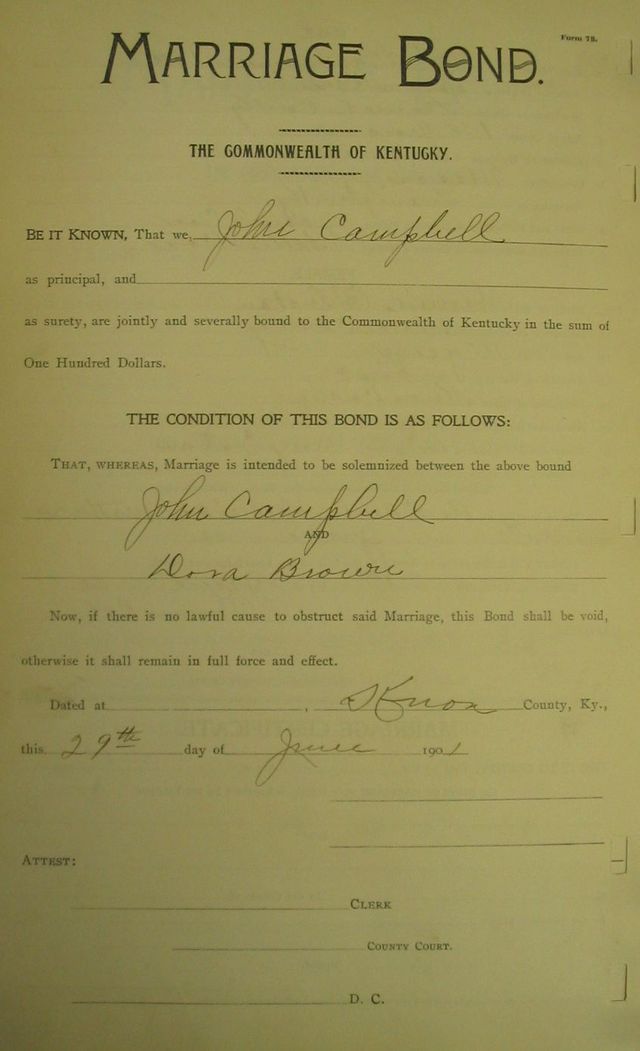 Form 78.
MARRIAGE BOND.
THE COMMONWEALTH OF KENTUCKY.
BE IT KNOWN, That we, John Campbell
as principal, and
as surety, are jointly and severally bound to the Commonwealth of Kentucky in the sum of
One Hundred Dollars.
THE CONDITION OF THIS BOND IS AS FOLLOWS:
THAT, WHEREAS, Marriage is intended to be solemnized between the above bound
John Campbell
AND
Dora Brown
Now, if there is no lawful cause to obstruct said Marriage, this Bond shall be void,
otherwise it shall remain in full force and effect.
Dated at , Knox County, Ky.,
this 29th day of June 1901
ATTEST:
CLERK
COUNTY COURT.
D. C.